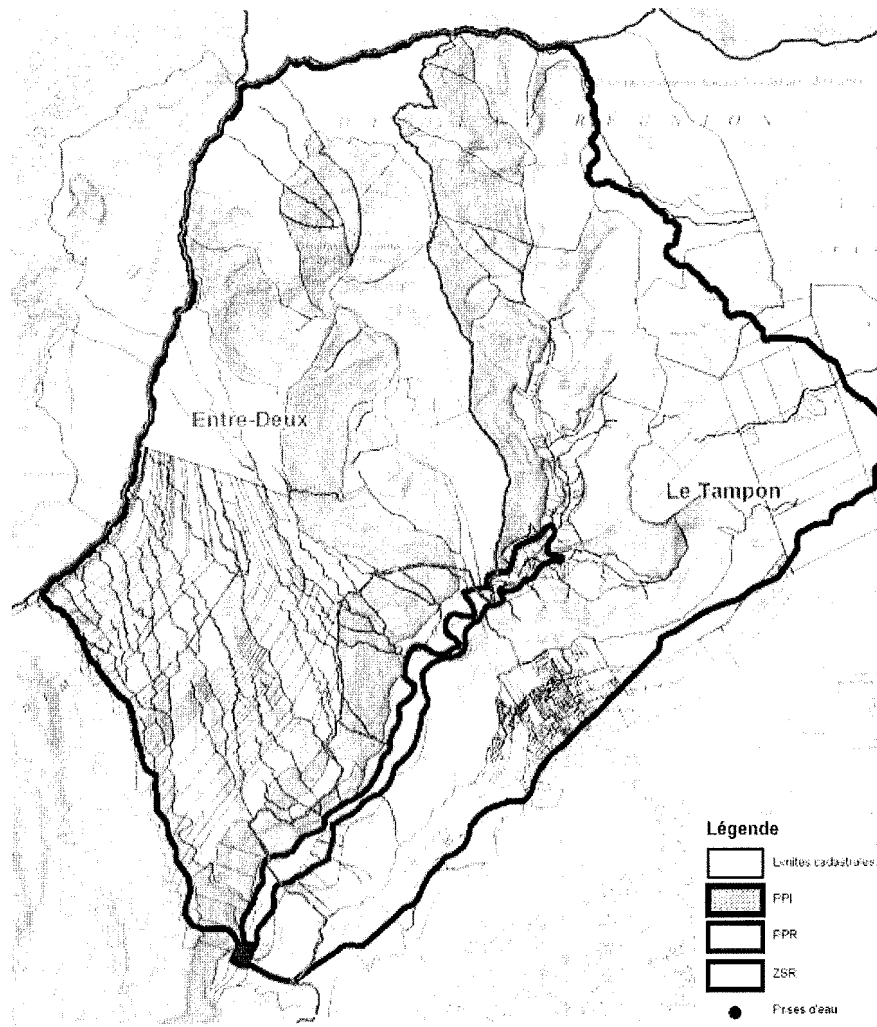 R E U N I O N
Entre-Deux
Le Tampon
Légende
Limites cadastrales
PPI
PPR
ZSR
Prises d'eau